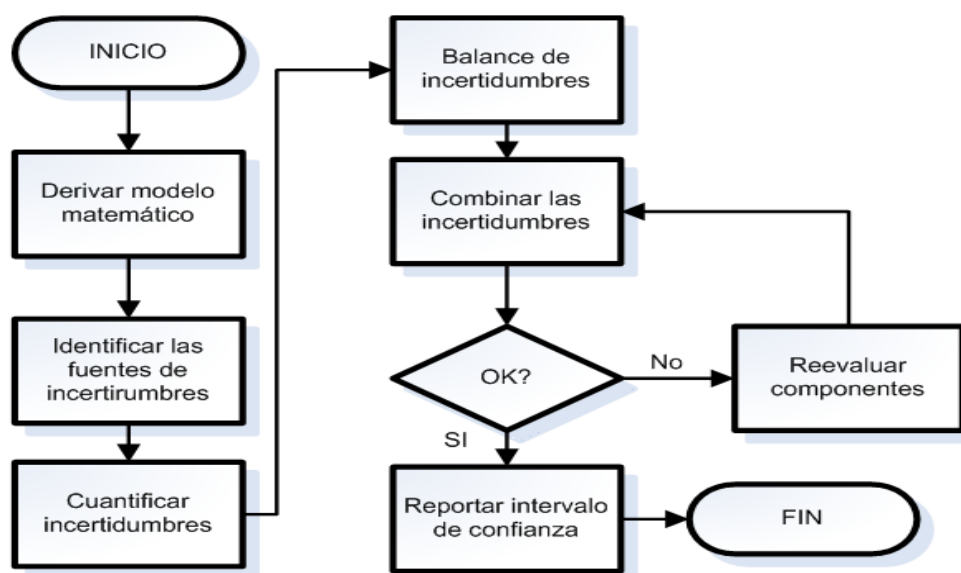 INICIO
Derivar modelo
matemático
Identificar las
fuentes de
incertirumbres
Cuantificar
incertidumbres
Balance de
incertidumbres
Combinar las
incertidumbres
OK?
No
Reevaluar
componentes
SI
Reportar intervalo
de confianza
FIN